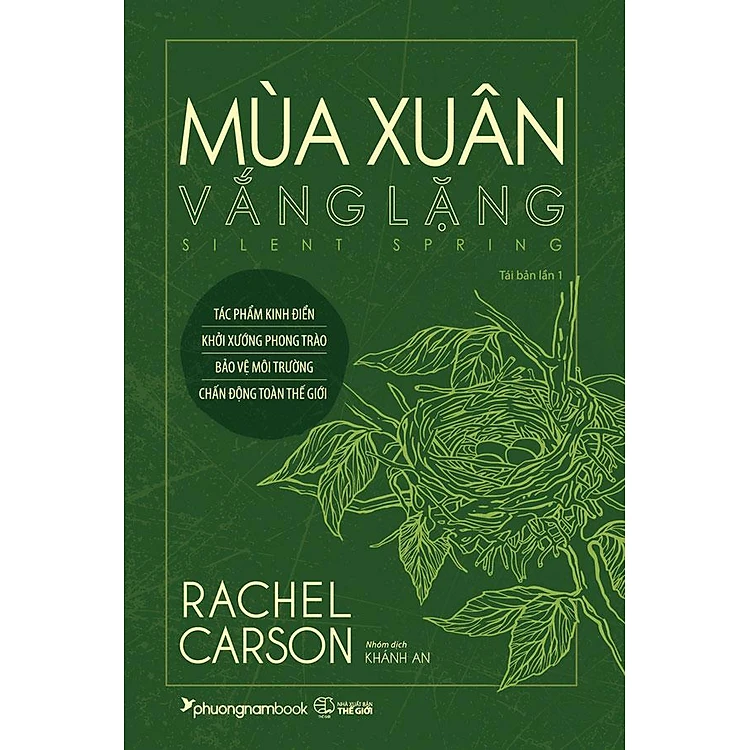 MÙA XUÂN
VẮNG LẶNG
SILENT SPRING
Tái bản lần 1
TÁC PHẨM KINH ĐIỂN
KHỞI XƯỚNG PHONG TRÀO
BẢO VỆ MÔI TRƯỜNG
CHẤN ĐỘNG TOÀN THẾ GIỚI
RACHEL
CARSON
Nhóm dịch
KHÁNH AN
phuongnambook
THẾ GIỚI
NHÀ XUẤT BẢN
THẾ GIỚI